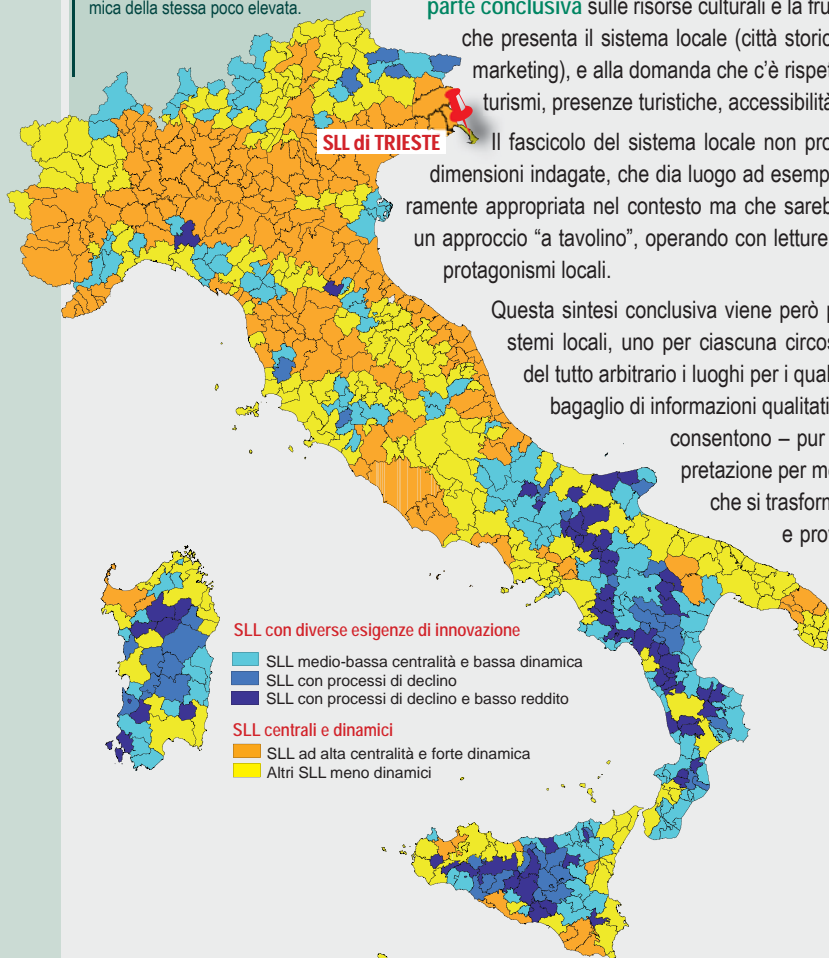 mica della stessa poco elevata.
parte conclusiva sulle risorse culturali e la fru
che presenta il sistema locale (città storic
marketing), e alla domanda che c'è rispet
turismi, presenze turistiche, accessibilità
SLL di TRIESTE
Il fascicolo del sistema locale non pro
dimensioni indagate, che dia luogo ad esemp
ramente appropriata nel contesto ma che sareb
un approccio “a tavolino”, operando con letture
protagonismi locali.
Questa sintesi conclusiva viene però p
stemi locali, uno per ciascuna circos
del tutto arbitrario i luoghi per i qual
bagaglio di informazioni qualitati
consentono – pur
pretazione per me
che si trasform
e prot
SLL con diverse esigenze di innovazione
SLL medio-bassa centralità e bassa dinamica
SLL con processi di declino
SLL con processi di declino e basso reddito
SLL centrali e dinamici
SLL ad alta centralità e forte dinamica
Altri SLL meno dinamici